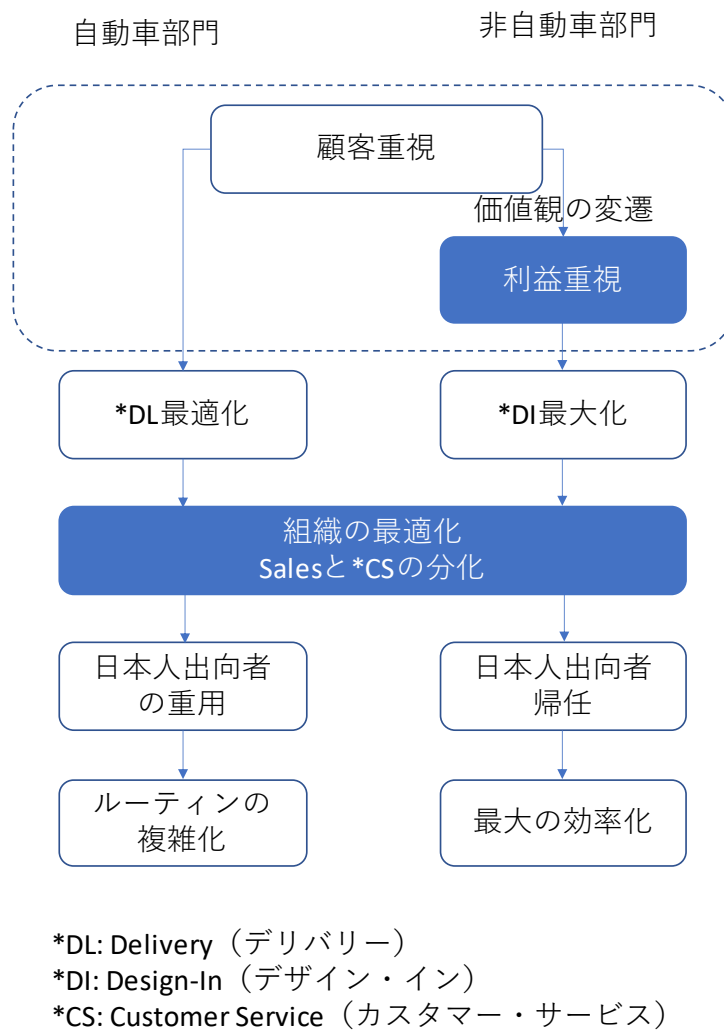 自動車部門
非自動車部門
顧客重視
価値観の変遷
利益重視
*DL最適化
*DI最大化
組織の最適化
Salesと*CSの分化
日本人出向者
の重用
日本人出向者
帰任
ルーティンの
複雑化
最大の効率化
*DL: Delivery（デリバリー）
*DI: Design-In（デザイン・イン）
*CS: Customer Service（カスタマー・サービス）